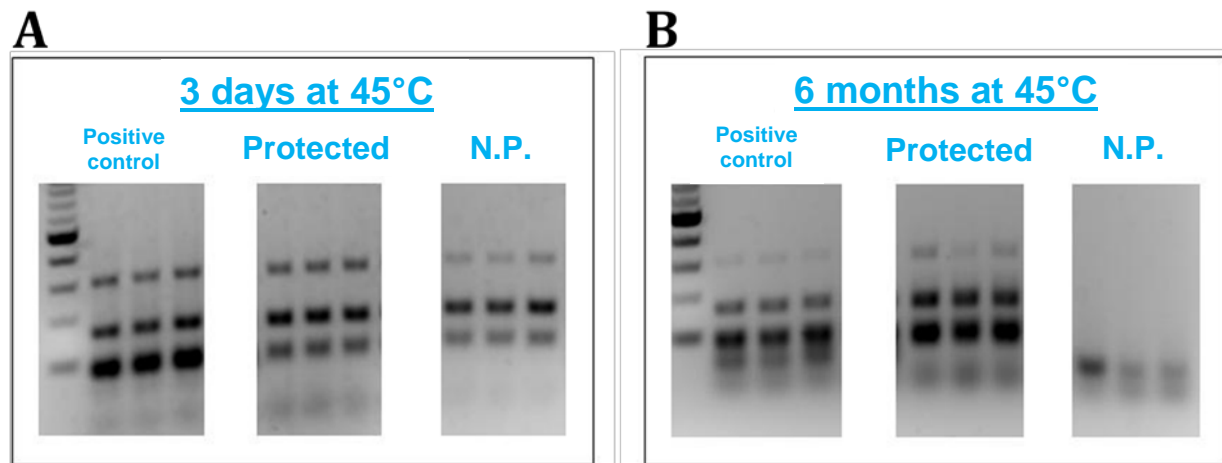 A
3 days at 45°C
Positive
control
Protected
N.P.
B
6 months at 45°C
Positive
control
Protected
N.P.